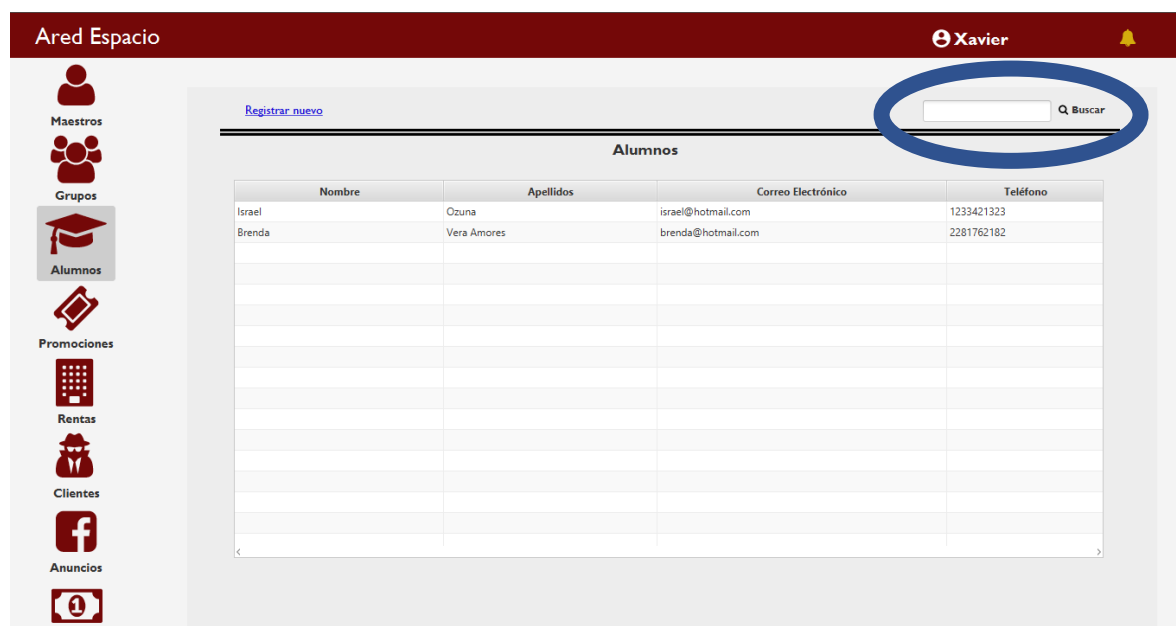 Ared Espacio
Xavier
Maestros
Grupos
Alumnos
Promociones
Rentas
Clientes
Anuncios
1
Registrar nuevo
Buscar
Alumnos
Nombre Apellidos Correo Electrónico Teléfono
Israel Ozuna israel@hotmail.com 1233421323
Brenda Vera Amores brenda@hotmail.com 2281762182